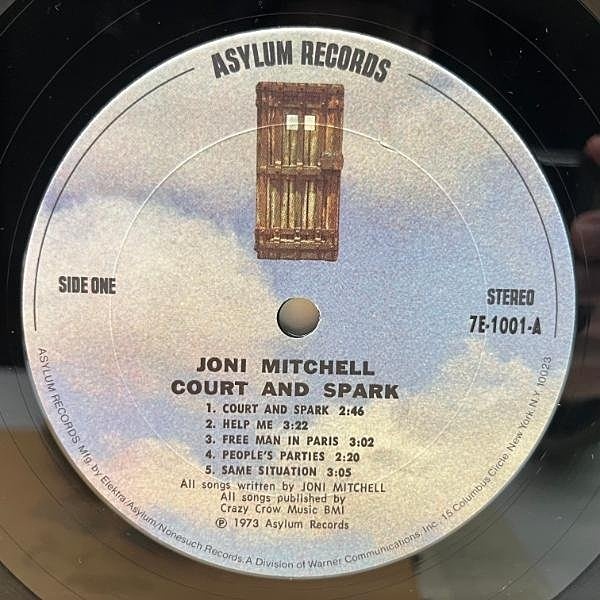 ASYLUM RECORDS
SIDE ONE
STEREO
7E-1001-A
JONI MITCHELL
COURT AND SPARK
1. COURT AND SPARK 2:46
2. HELP ME 3:22
3. FREE MAN IN PARIS 3:02
4. PEOPLE'S PARTIES 2:20
5. SAME SITUATION 3:05
All songs written by JONI MITCHELL
All songs published by
Crazy Crow Music BMI
Ⓟ 1973 Asylum Records
ASYLUM RECORDS Mfg. by Elektra/Asylum/Nonesuch Records. A Division of Warner Communications, Inc. 15 Columbus Circle New York, N.Y. 10023